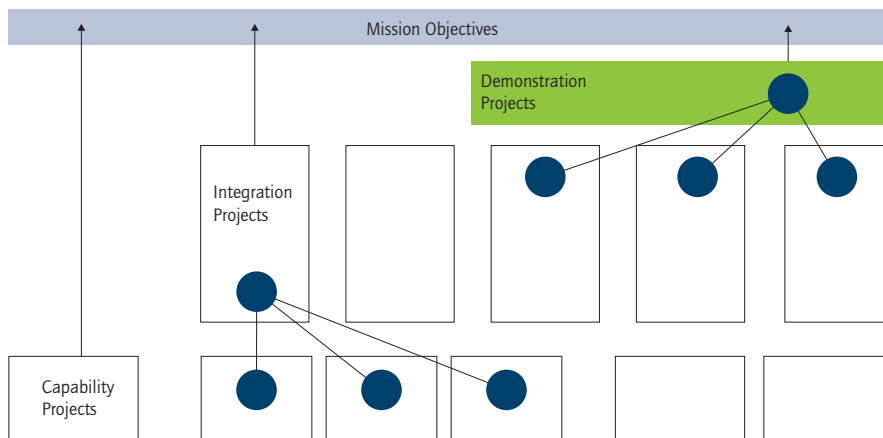 Mission Objectives
Demonstration
Projects
Integration
Projects
Capability
Projects